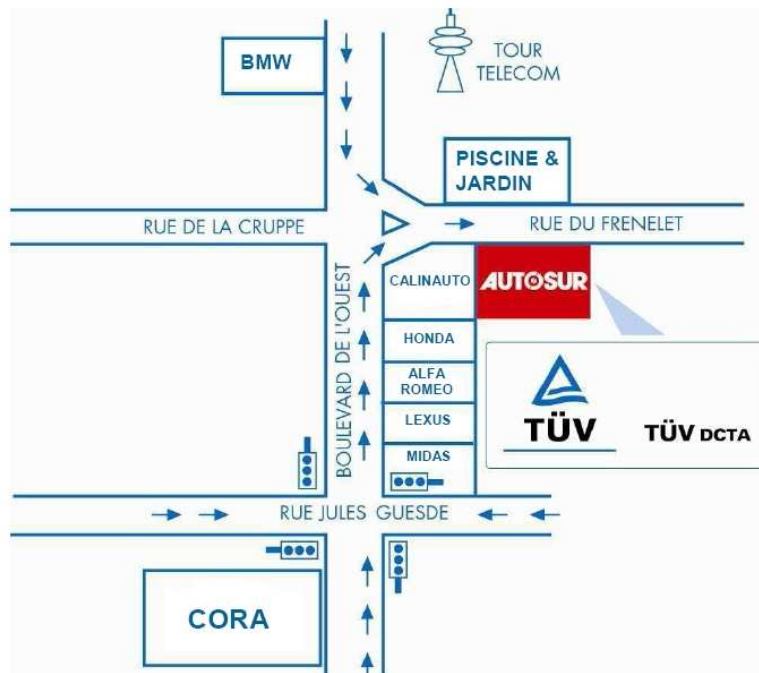 BMW
TOUR
TELECOM
PISCINE &
JARDIN
RUE DE LA CRUPPE
RUE DU FRENELET
BOULEVARD DE L'OUEST
CALINAUTO
AUTOSUR
HONDA
ALFA
ROMEO
LEXUS
MIDAS
TÜV
TÜV DCTA
RUE JULES GUESDE
CORA